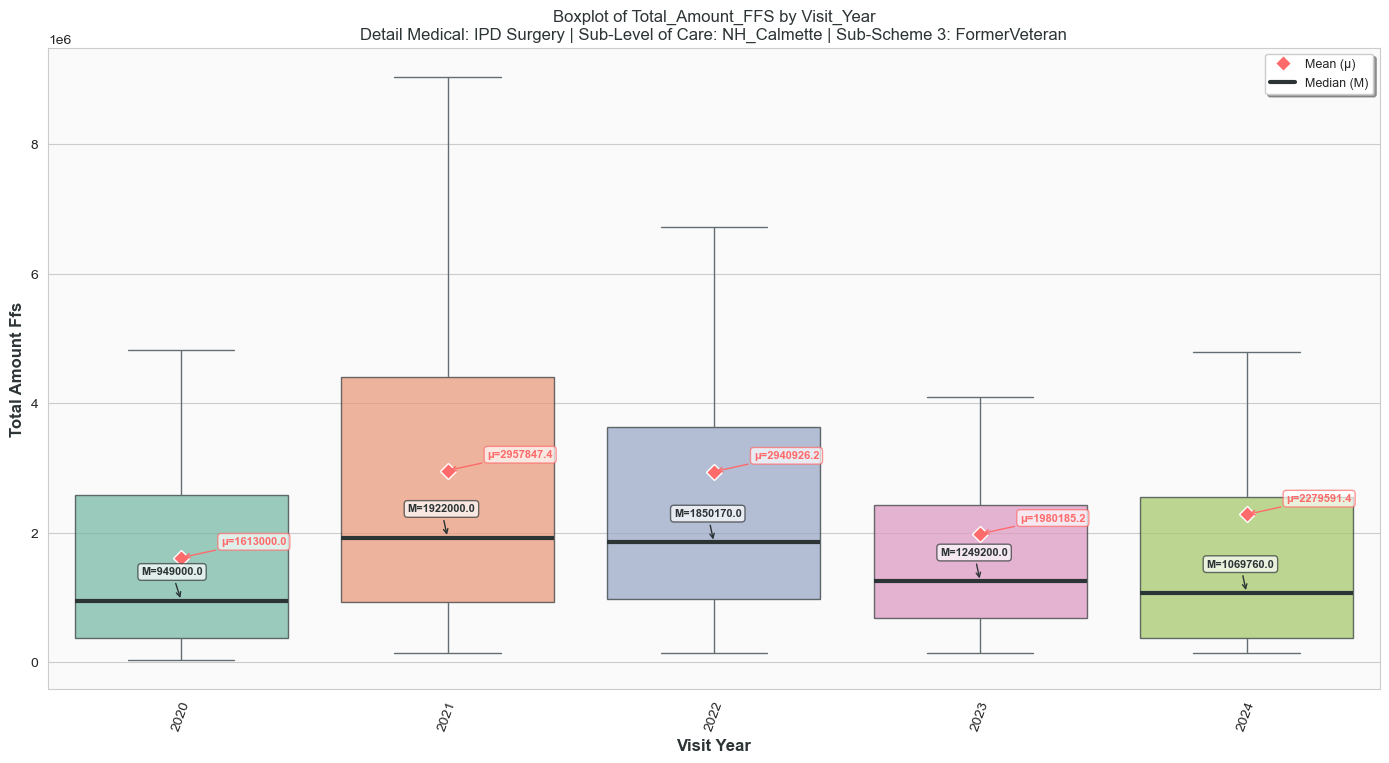 Boxplot of Total_Amount_FFS by Visit_Year
Detail Medical: IPD Surgery | Sub-Level of Care: NH_Calmette | Sub-Scheme 3: FormerVeteran
1e6
Mean (μ)
Median (M)
8
6
4
2
0
Total Amount Ffs
μ=1613000.0
M=949000.0
μ=2957847.4
M=1922000.0
μ=2940926.2
M=1850170.0
μ=1980185.2
M=1249200.0
μ=2279591.4
M=1069760.0
2020
2021
2022
2023
2024
Visit Year